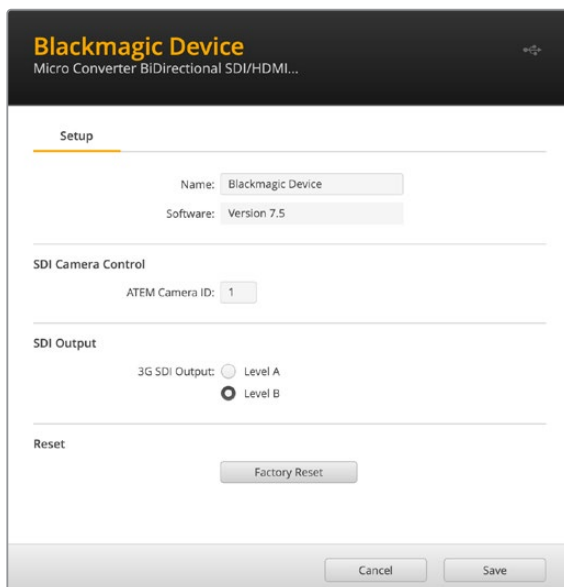 Blackmagic Device
Micro Converter BiDirectional SDI/HDMI...
Setup
Name: Blackmagic Device
Software: Version 7.5
SDI Camera Control
ATEM Camera ID: 1
SDI Output
3G SDI Output: Level A
Level B
Reset
Factory Reset
Cancel Save